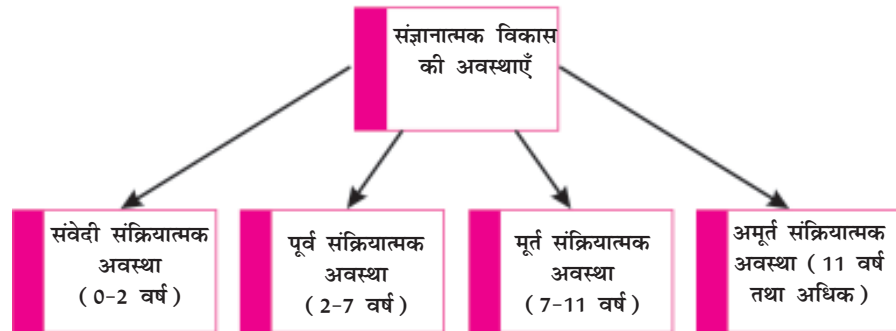 संज्ञानात्मक विकास
की अवस्थाएँ
संवेदी संक्रियात्मक
अवस्था
( 0-2 वर्ष )
पूर्व संक्रियात्मक
अवस्था
( 2-7 वर्ष )
मूर्त संक्रियात्मक
अवस्था
( 7-11 वर्ष )
अमूर्त संक्रियात्मक
अवस्था ( 11 वर्ष
तथा अधिक )